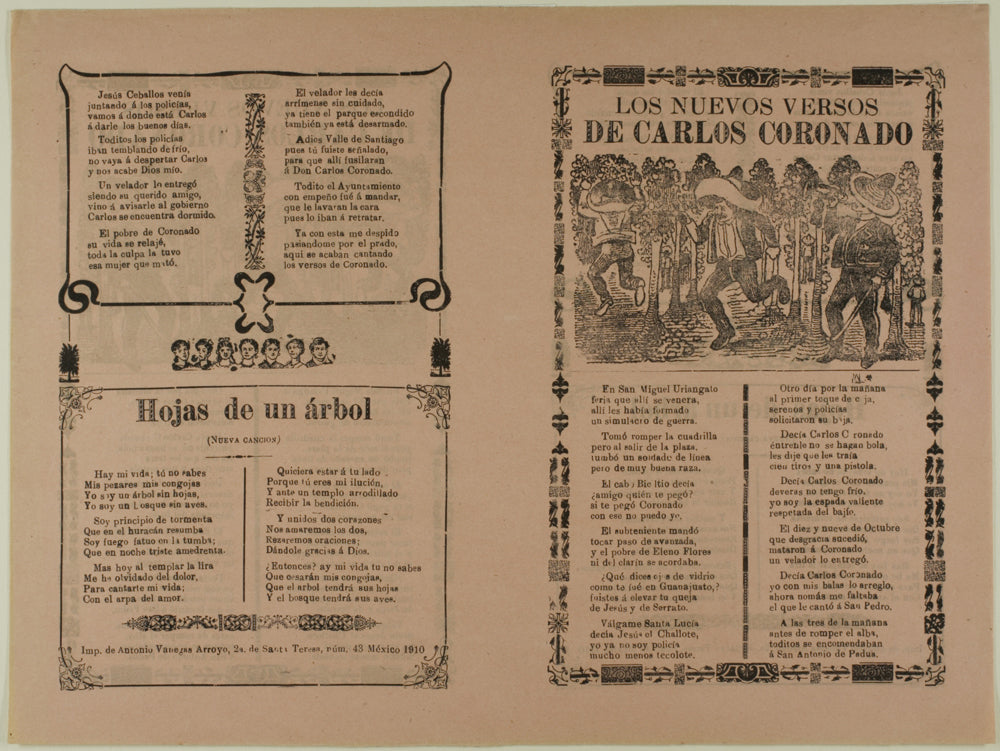 Jesús Ceballos venía
juntando á los policías,
vamos á donde está Carlos
á darle los buenos días.
Toditos los policías
iban temblando de frío,
no vaya á despertar Carlos
y nos acabe Dios mío.
Un velador lo entregó
siendo su querido amigo,
vino á avisarle al gobierno
Carlos se encuentra dormido.
El pobre de Coronado
su vida se relajé,
toda la culpa la tuvo
esa mujer que mató.
El velador les decía
arrímense sin cuidado,
ya tiene el parque escondido
también ya está desarmado.
Adios Valle de Santiago
pues tú fuiste señalado,
para que allí fusilaran
á Don Carlos Coronado.
Todito el Ayuntamiento
con empeño fué á mandar,
que le lavaran la cara
pues lo iban á retratar.
Ya con esta me despido
pasiandome por el prado,
aquí se acaban cantando
los versos de Coronado.
Hojas de un árbol
(NUEVA CANCION)
Hay mi vida; tú no sabes
Mis pezares mis congojas
Yo soy un árbol sin hojas,
Yo soy un bosque sin aves.
Soy principio de tormenta
Que en el huracán resumba
Soy fuego fatuo en la tumba;
Que en noche triste amedrenta.
Mas hoy al templar la lira
Me he olvidado del dolor,
Para cantarte mi vida;
Con el arpa del amor.
Quiciera estar á tu lado
Porque tú eres mi ilución,
Y ante un templo arrodillado
Recibir la bendición.
Y unidos dos corazones
Nos amaremos los dos,
Rezaremos oraciones;
Dándole gracias á Dios.
¿Entonces? ay mi vida tu no sabes
Que cesarán mis congojas,
Que el arbol tendrá sus hojas
Y el bosque tendrá sus aves.
Imp. de Antonio Vanegas Arroyo, 2a. de Santa Teresa, núm. 43 México 1910
LOS NUEVOS VERSOS
DE CARLOS CORONADO
En San Miguel Uriangato
feria que allí se venera,
allí les había formado
un simulacro de guerra.
Tomó romper la cuadrilla
pero al salir de la plaza,
tumbó un soldado de línea
pero de muy buena raza.
El cabo le dijo
¿amigo quién te pegó?
si te pegó Coronado
con ese no puedo yo.
El subteniente mandó
tocar paso de avanzada,
y el pobre de Eleno Flores
ni del clarín se acordaba.
¿Qué dices ojos de vidrio
como te fué en Guanajuato,?
fuistes á elevar tu queja
de Jesús y de Serrato.
Válgame Santa Lucía
decía Jesús el Challote,
yo ya no soy policía
mucho menos tecolote.
Otro día por la mañana
al primer toque de caja,
serenos y policías
solicitaron su baja.
Decía Carlos Coronado
éntrenle no se hagan bola,
les dije que les traía
cien tiros y una pistola.
Decía Carlos Coronado
deveras no tengo frío,
yo soy la espada valiente
respetada del bajío.
El diez y nueve de Octubre
que desgracia sucedió,
mataron á Coronado
un velador lo entregó.
Decía Carlos Coronado
yo con mis balas lo arreglo,
ahora nomás me faltaba
el que le cantó á San Pedro.
A las tres de la mañana
antes de romper el alba,
toditos se encomendaban
á San Antonio de Padua.